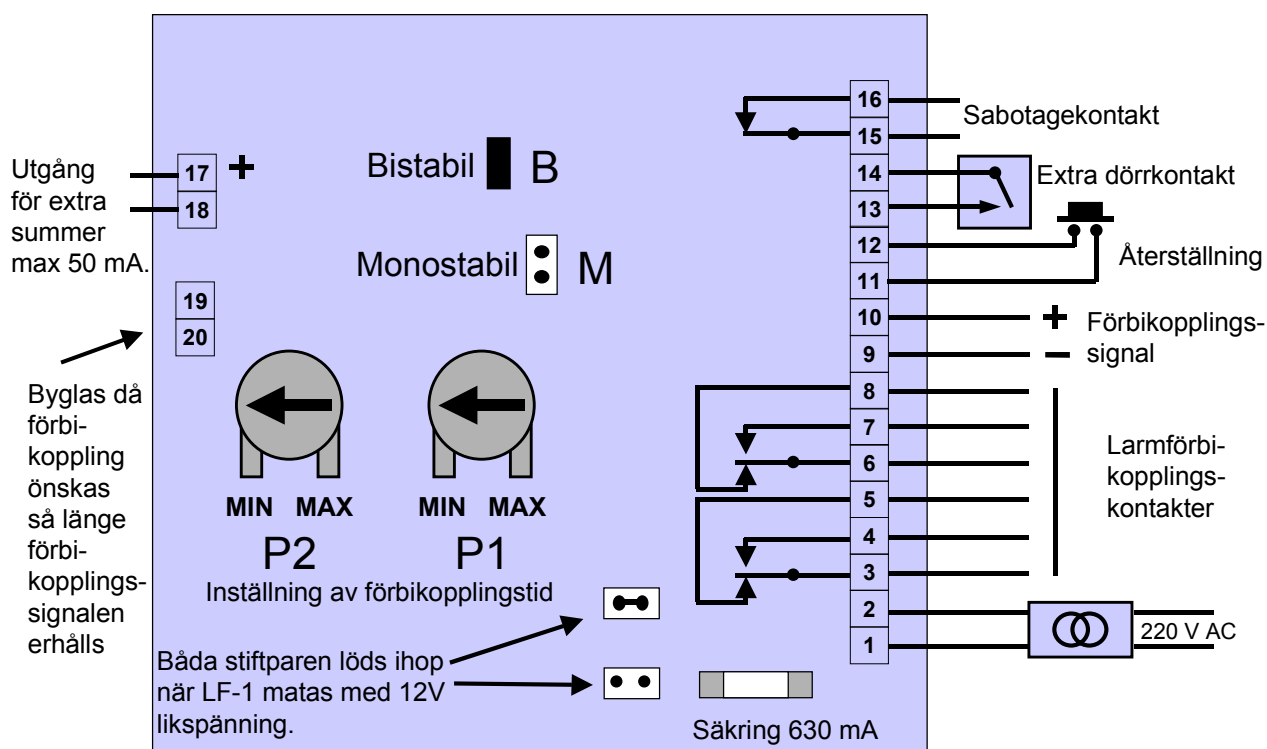 16
Sabotagekontakt
15
Utgång
för extra
summer
max 50 mA.
17
+
18
Bistabil
B
Monostabil
M
14
Extra dörrkontakt
13
12
Återställning
11
19
20
10
+ Förbikopplings-
9
− signal
8
7
6
5
4
3
Larmförbi-
kopplings-
kontakter
Byglas då
förbi-
koppling
önskas
så länge
förbi-
kopplings-
signalen
erhålls
MIN MAX
MIN MAX
P2
P1
Inställning av förbikopplingstid
2
1
220 V AC
Båda stiftparen löds ihop
när LF-1 matas med 12V
likspänning.
Säkring 630 mA